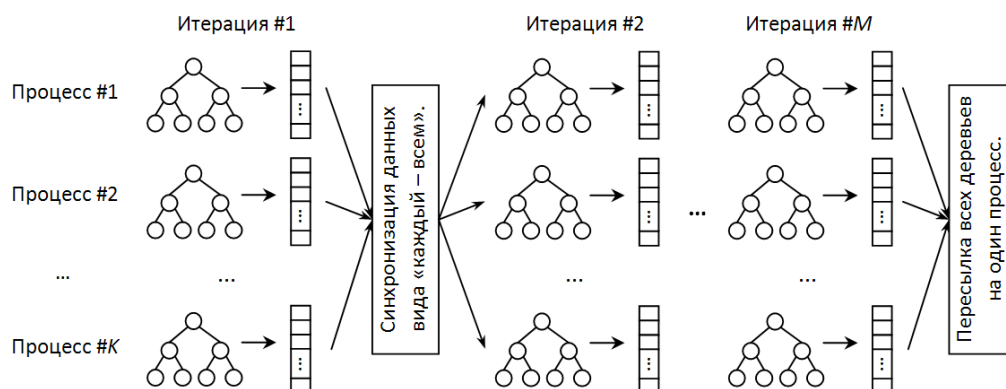 Итерация #1
Итерация #2
Итерация #M
Процесс #1
...
...
...
Процесс #2
...
...
...
...
...
...
...
...
Процесс #K
...
...
...
Синхронизация данных
вида «каждый – всем».
Пересылка всех деревьев
на один процесс.